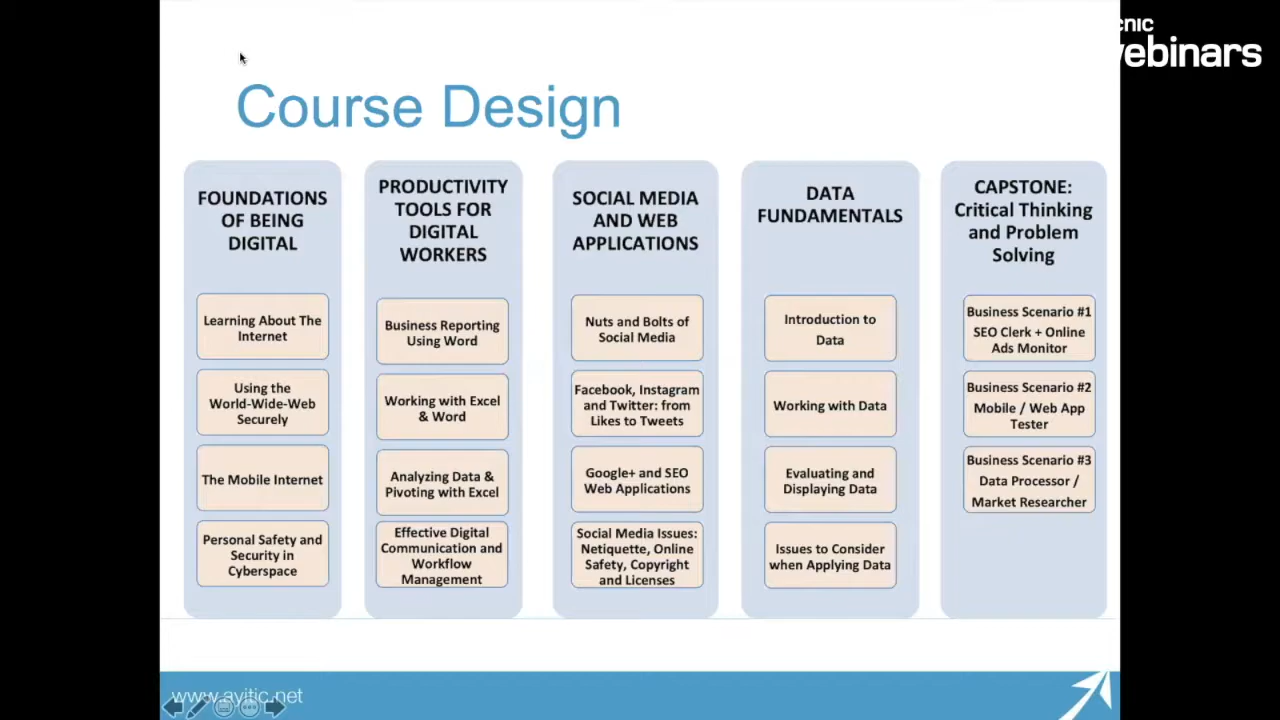 cnic
webinars
Course Design
FOUNDATIONS
OF BEING
DIGITAL
Learning About The
Internet
Using the
World-Wide-Web
Securely
The Mobile Internet
Personal Safety and
Security in
Cyberspace
PRODUCTIVITY
TOOLS FOR
DIGITAL
WORKERS
Business Reporting
Using Word
Working with Excel
& Word
Analyzing Data &
Pivoting with Excel
Effective Digital
Communication and
Workflow
Management
SOCIAL MEDIA
AND WEB
APPLICATIONS
Nuts and Bolts of
Social Media
Facebook, Instagram
and Twitter: from
Likes to Tweets
Google+ and SEO
Web Applications
Social Media Issues:
Netiquette, Online
Safety, Copyright
and Licenses
DATA
FUNDAMENTALS
Introduction to
Data
Working with Data
Evaluating and
Displaying Data
Issues to Consider
when Applying Data
CAPSTONE:
Critical Thinking
and Problem
Solving
Business Scenario #1
SEO Clerk + Online
Ads Monitor
Business Scenario #2
Mobile / Web App
Tester
Business Scenario #3
Data Processor /
Market Researcher
www.ayitic.net